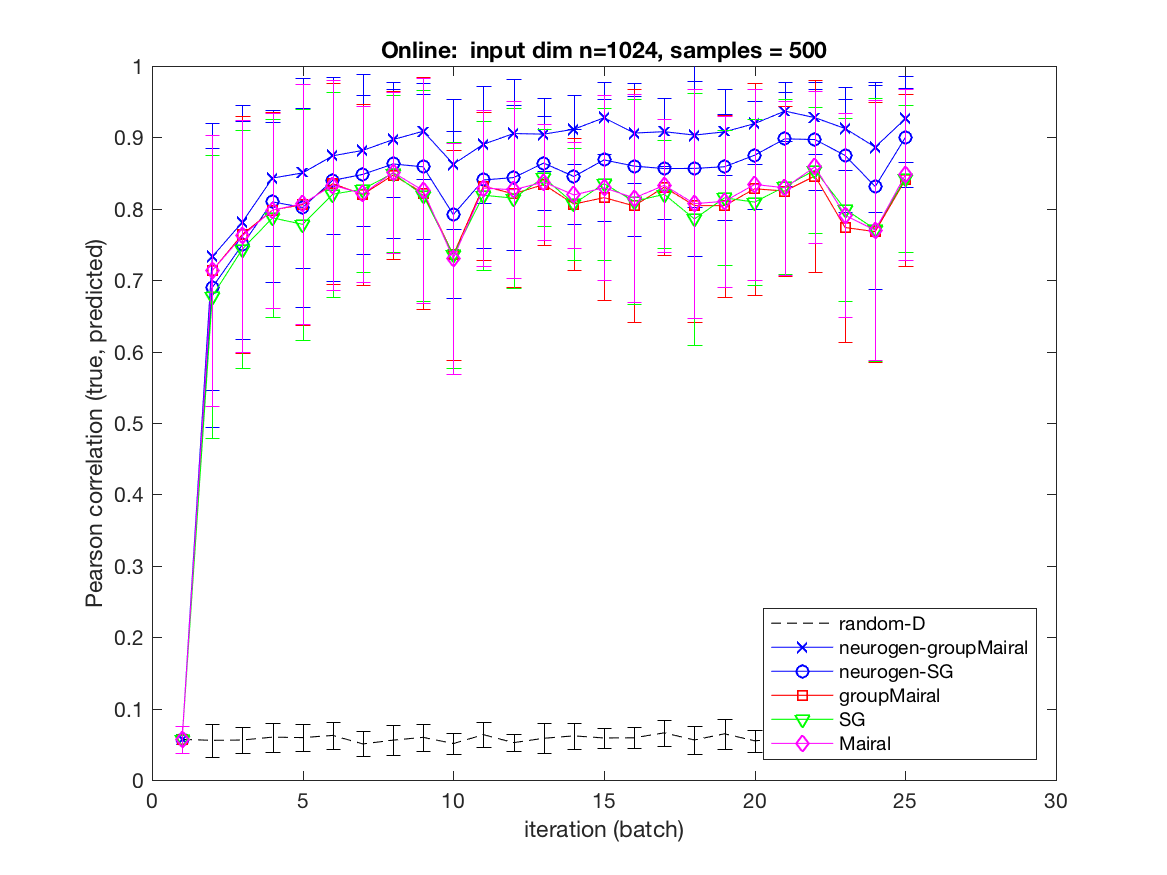 Online:  input dim n=1024, samples = 500
Pearson correlation (true, predicted)
1
0.9
0.8
0.7
0.6
0.5
0.4
0.3
0.2
0.1
0
random-D
neurogen-groupMairal
neurogen-SG
groupMairal
SG
Mairal
0 5 10 15 20 25 30
iteration (batch)